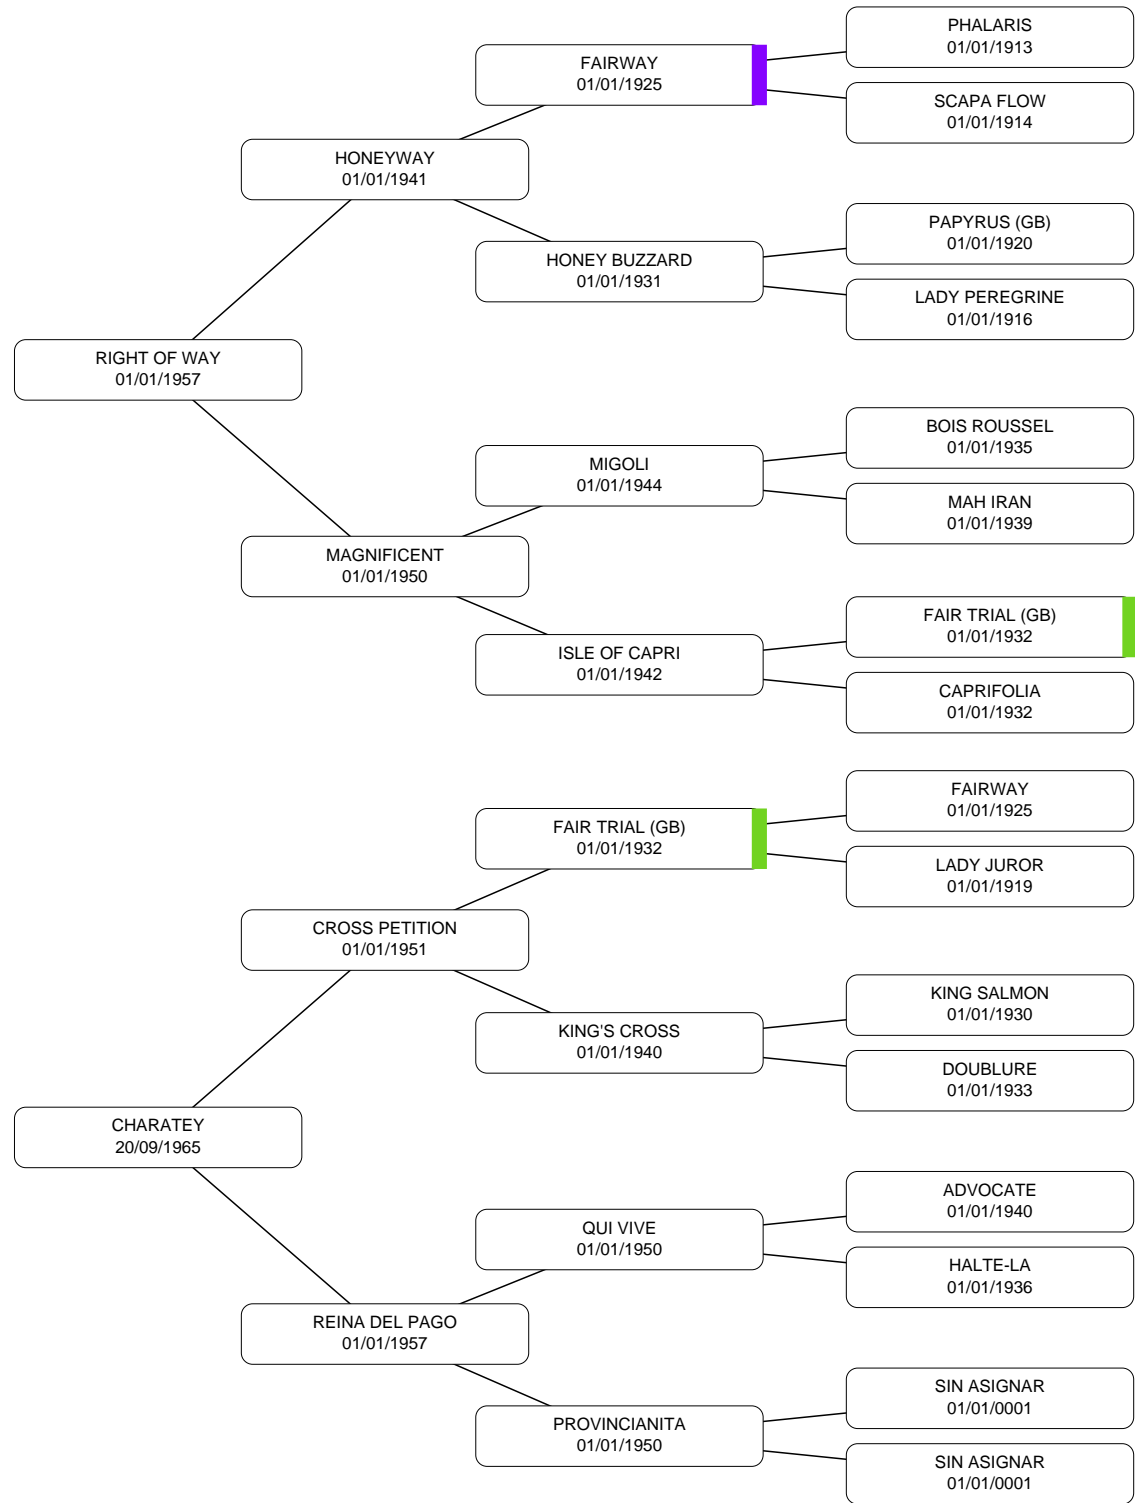 PHALARIS
01/01/1913
FAIRWAY
01/01/1925
SCAPA FLOW
01/01/1914
HONEYWAY
01/01/1941
PAPYRUS (GB)
01/01/1920
HONEY BUZZARD
01/01/1931
LADY PEREGRINE
01/01/1916
RIGHT OF WAY
01/01/1957
BOIS ROUSSEL
01/01/1935
MIGOLI
01/01/1944
MAH IRAN
01/01/1939
MAGNIFICENT
01/01/1950
FAIR TRIAL (GB)
01/01/1932
ISLE OF CAPRI
01/01/1942
CAPRIFOLIA
01/01/1932
FAIRWAY
01/01/1925
FAIR TRIAL (GB)
01/01/1932
LADY JUROR
01/01/1919
CROSS PETITION
01/01/1951
KING SALMON
01/01/1930
KING'S CROSS
01/01/1940
DOUBLURE
01/01/1933
CHARATEY
20/09/1965
ADVOCATE
01/01/1940
QUI VIVE
01/01/1950
HALTE-LA
01/01/1936
REINA DEL PAGO
01/01/1957
SIN ASIGNAR
01/01/0001
PROVINCIANITA
01/01/1950
SIN ASIGNAR
01/01/0001